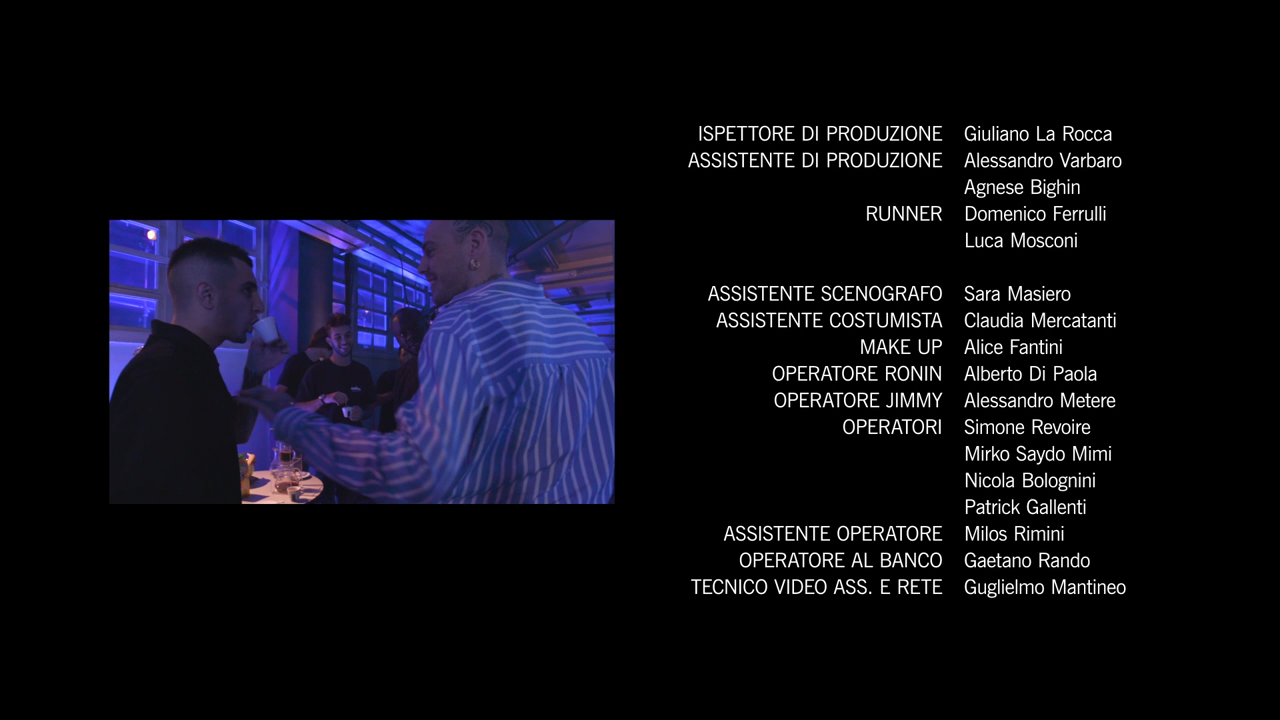 ISPETTORE DI PRODUZIONE Giuliano La Rocca
ASSISTENTE DI PRODUZIONE Alessandro Varbaro
Agnese Bighin
RUNNER Domenico Ferrulli
Luca Mosconi
ASSISTENTE SCENOGRAFO Sara Masiero
ASSISTENTE COSTUMISTA Claudia Mercatanti
MAKE UP Alice Fantini
OPERATORE RONIN Alberto Di Paola
OPERATORE JIMMY Alessandro Metere
OPERATORI Simone Revoire
Mirko Saydo Mimi
Nicola Bolognini
Patrick Gallenti
ASSISTENTE OPERATORE Milos Rimini
OPERATORE AL BANCO Gaetano Rando
TECNICO VIDEO ASS. E RETE Guglielmo Mantineo